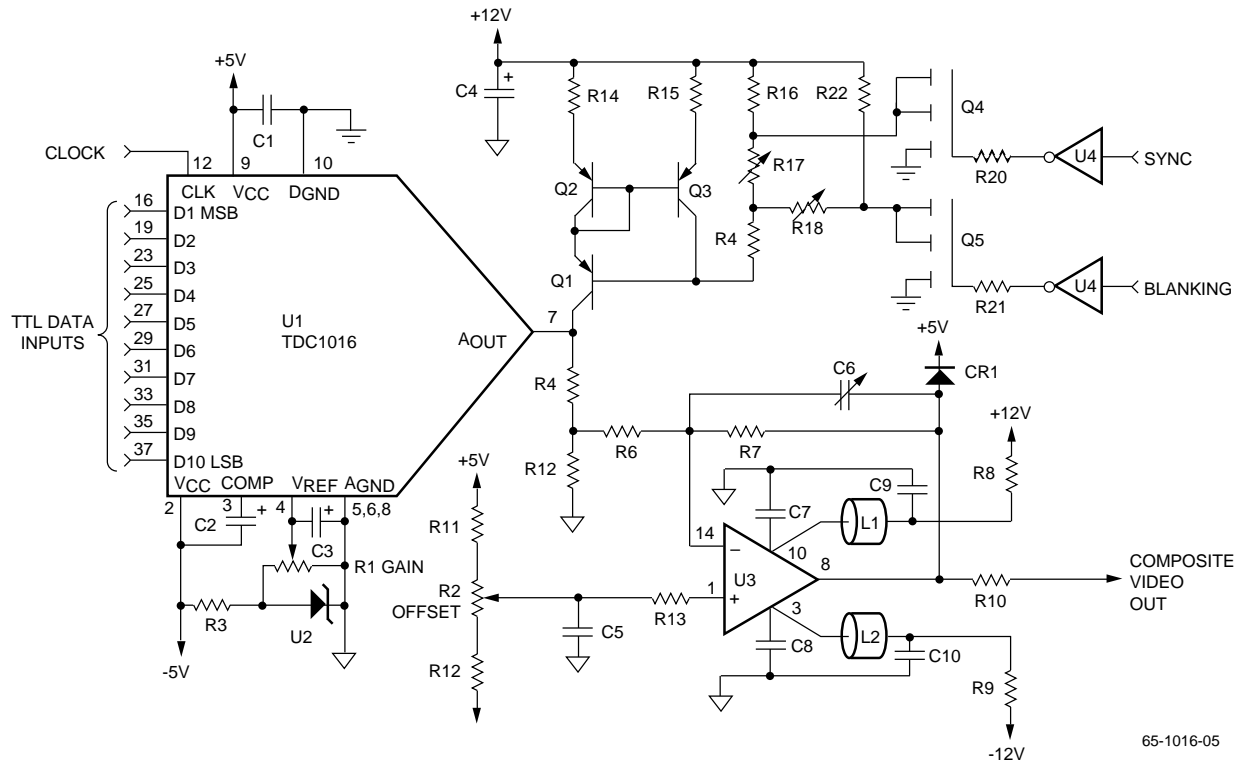 +12V
+5V
C4
+
R14
R15
R16
R22
Q4
C1
CLOCK
12
9
10
CLK
VCC
DGND
Q2
Q3
R17
R20
U4
SYNC
16
D1 MSB
19
D2
23
D3
25
D4
27
D5
29
D6
31
D7
33
D8
35
D9
37
D10 LSB
TTL DATA
INPUTS
U1
TDC1016
AOUT
7
Q1
R4
R18
Q5
R21
U4
BLANKING
+5V
C6
CR1
R4
R6
R7
+12V
R12
R8
VCC
COMP
VREF
AGND
2
3
+
4
+
5,6,8
C2
C3
R1 GAIN
R3
U2
-5V
+5V
R11
R2
OFFSET
R12
C5
R13
C9
C7
L1
14
–
10
8
U3
1
+
3
C8
L2
C10
R10
COMPOSITE
VIDEO
OUT
R9
-12V
65-1016-05